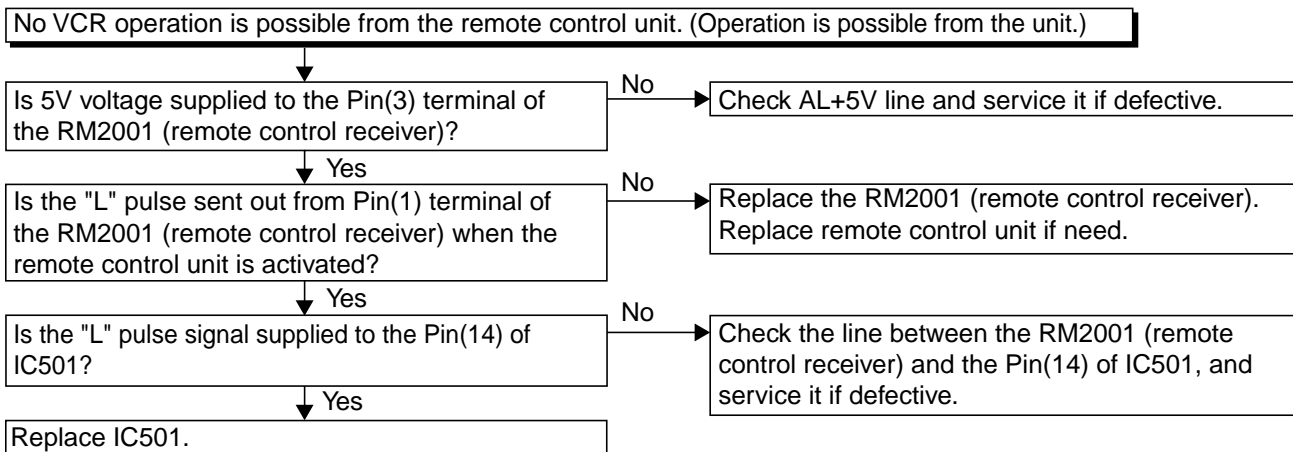 No VCR operation is possible from the remote control unit. (Operation is possible from the unit.)
Is 5V voltage supplied to the Pin(3) terminal of
the RM2001 (remote control receiver)?
No
Check AL+5V line and service it if defective.
Yes
Is the "L" pulse sent out from Pin(1) terminal of
the RM2001 (remote control receiver) when the
remote control unit is activated?
No
Replace the RM2001 (remote control receiver).
Replace remote control unit if need.
Yes
Is the "L" pulse signal supplied to the Pin(14) of
IC501?
No
Check the line between the RM2001 (remote
control receiver) and the Pin(14) of IC501, and
service it if defective.
Yes
Replace IC501.